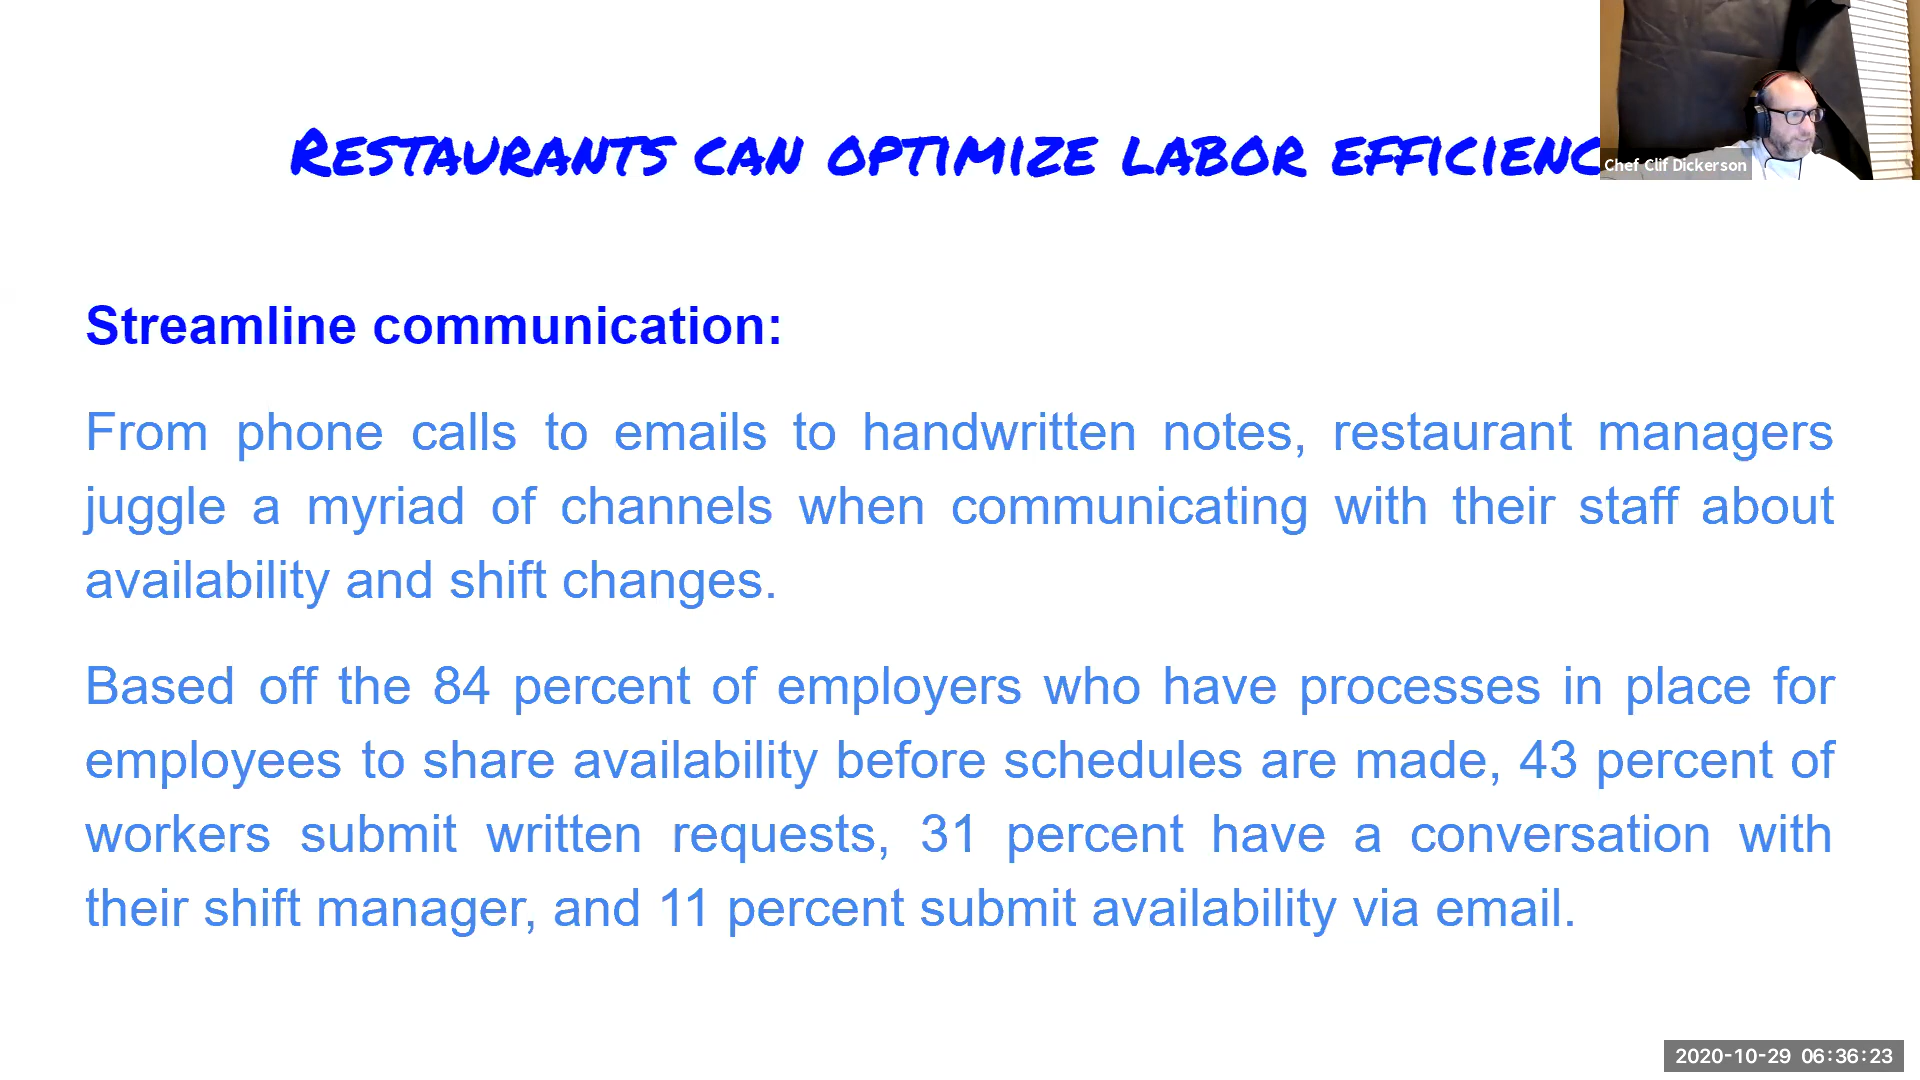 RESTAURANTS CAN OPTIMIZE LABOR
Chef Clif Dickerson
Streamline communication:
From phone calls to emails to handwritten notes, restaurant managers
juggle a myriad of channels when communicating with their staff about
availability and shift changes.
Based off the 84 percent of employers who have processes in place for
employees to share availability before schedules are made, 43 percent of
workers submit written requests, 31 percent have a conversation with
their shift manager, and 11 percent submit availability via email.
2020-10-29 06:36:23